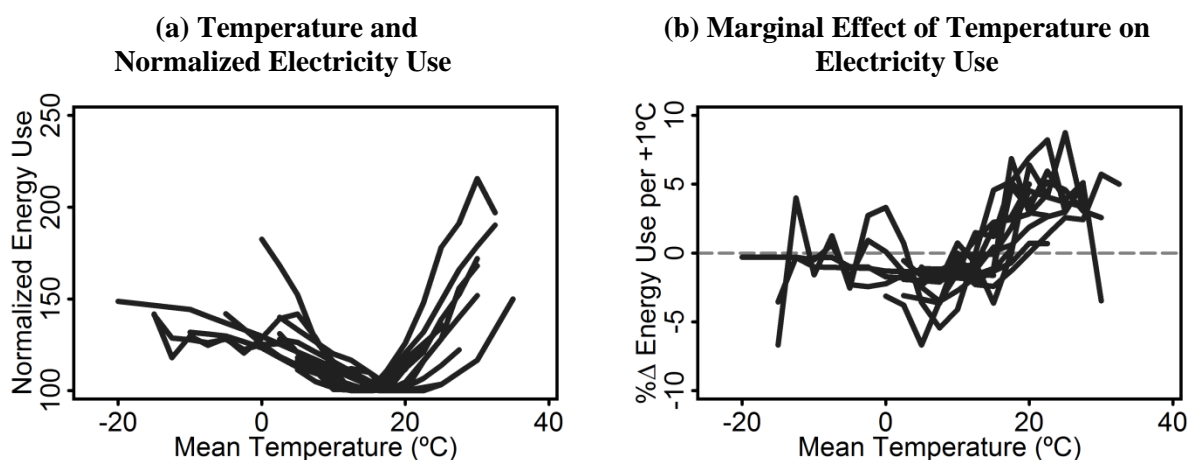 (a) Temperature and
Normalized Electricity Use
250
200
150
100
Normalized Energy Use
-20
0
20
40
Mean Temperature (ºC)
(b) Marginal Effect of Temperature on
Electricity Use
10
5
0
-5
-10
%Δ Energy Use per +1ºC
-20
0
20
40
Mean Temperature (ºC)